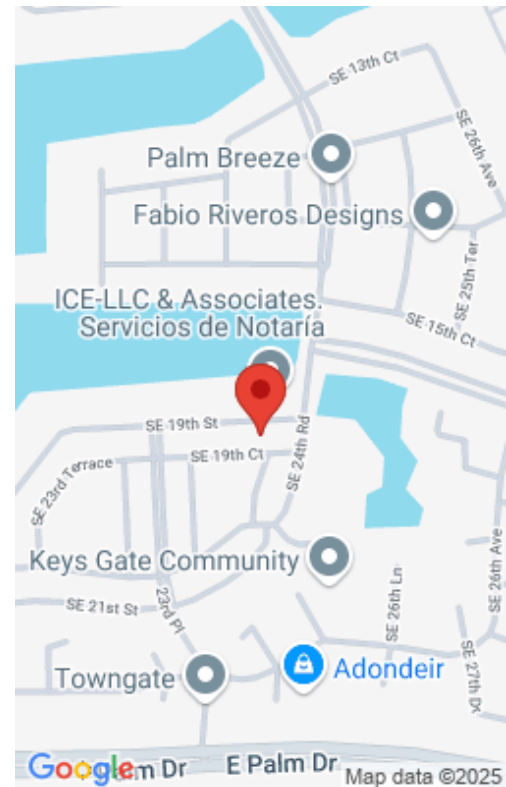 SE 13th Ct
SE 26th Ave
Palm Breeze
Fabio Riveros Designs
SE 25th Ter
ICE-LLC & Associates.
Servicios de Notaría
SE 15th Ct
SE 19th St
SE 24th Rd
SE 19th Ct
SE 23rd Terrace
Keys Gate Community
SE 26th Ave
SE 26th Ln
SE 21st St
23rd Pl
SE 27th Dr
Adondeir
Towngate
Google
lm Dr
E Palm Dr
Map data ©2025